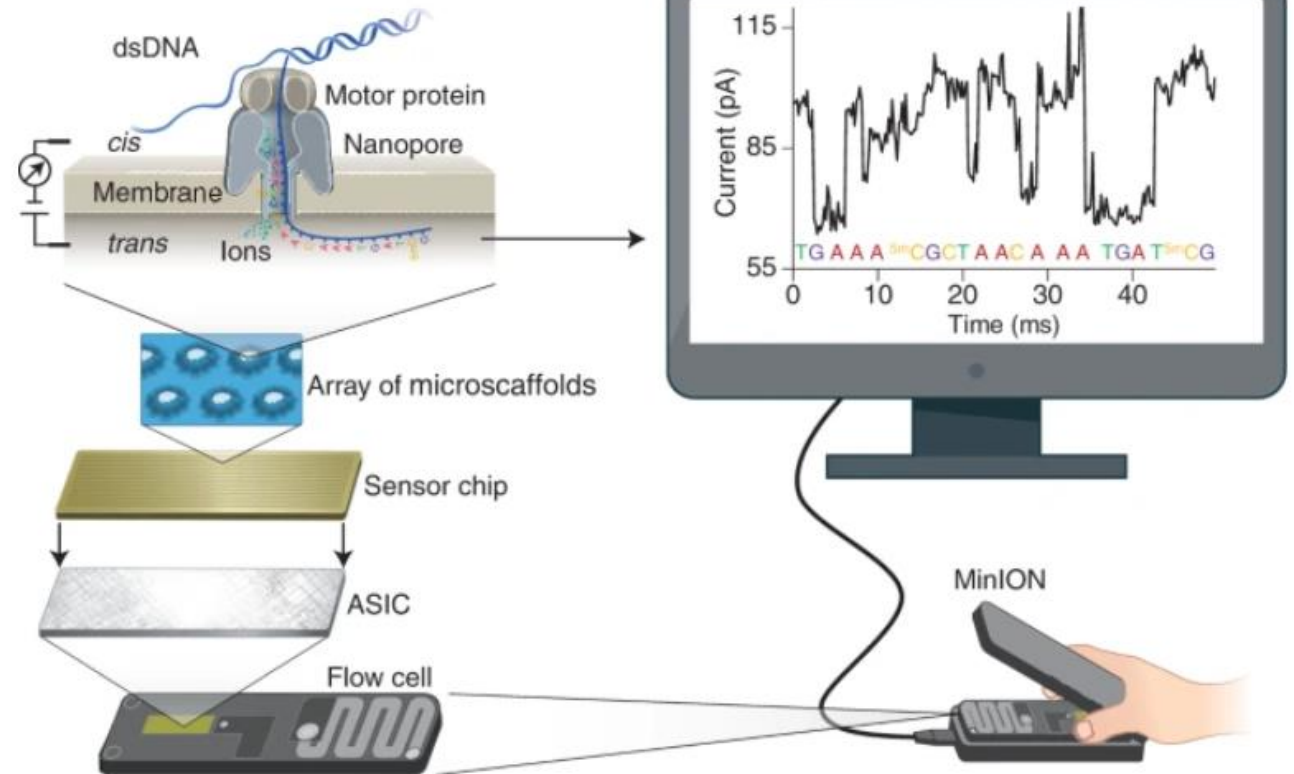 dsDNA
Motor protein
cis
Nanopore
Membrane
trans
Ions
Array of microscaffolds
Sensor chip
ASIC
Flow cell
115
85
55
Current (pA)
TGAAA5mCGCTAACAAATGAT5mCG
0 10 20 30 40
Time (ms)
MinION